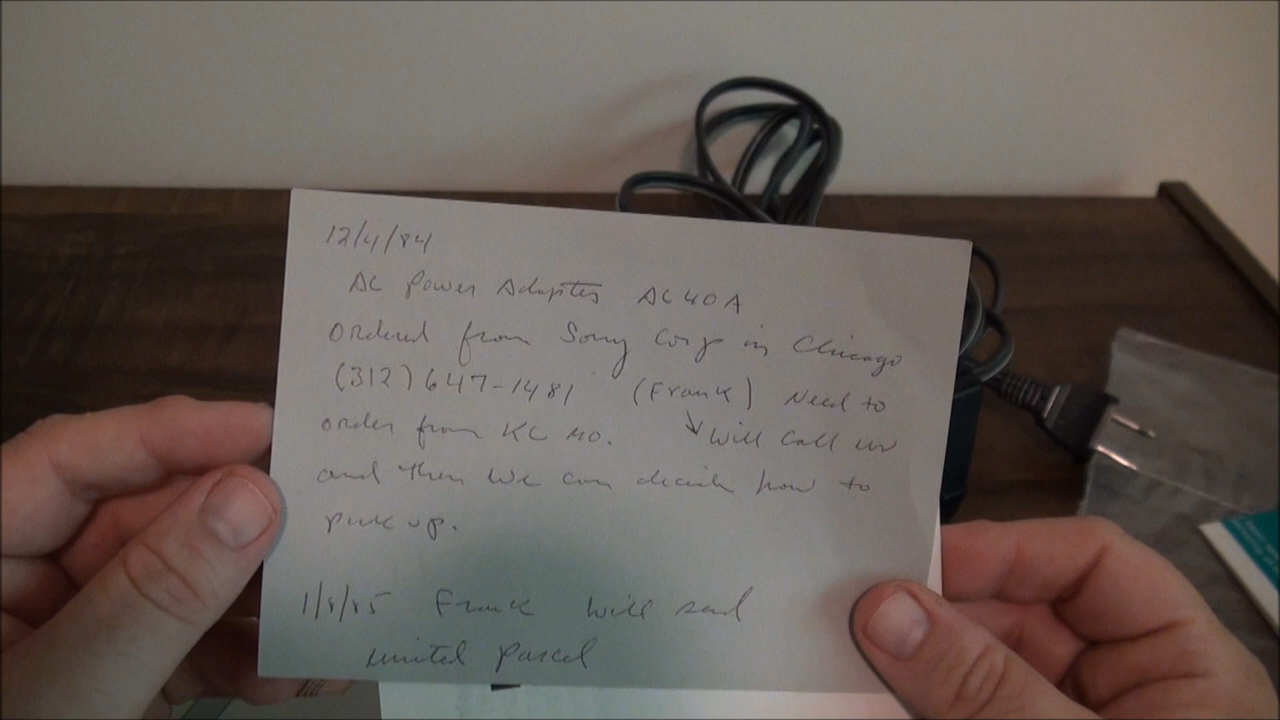 12/4/84
AC Power Adapter AC40A
Ordered from Sony Corp in Chicago
(312) 647-1481 (Frank) Need to
order from KC MO. ↘ Will call us
and then we can decide how to
pick up.
1/8/85 Frank will send
united parcel